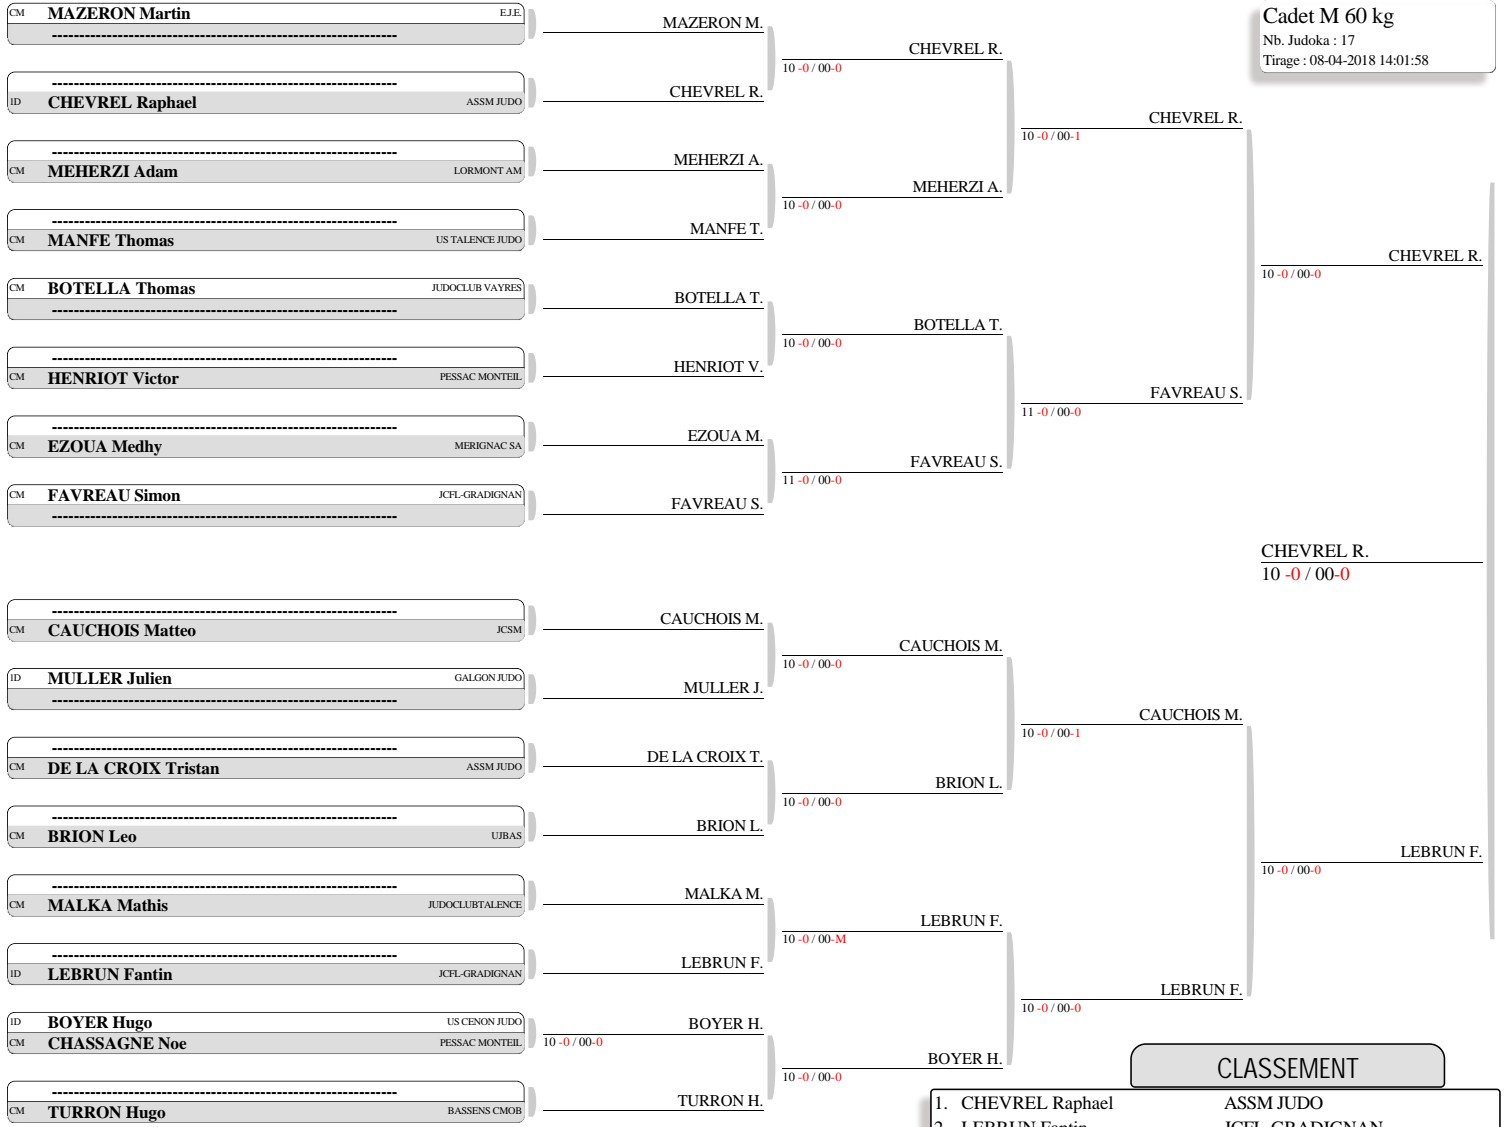 Cadet M 60 kg
Nb. Judoka : 17
Tirage : 08-04-2018 14:01:58
CM MAZERON Martin E.J.E.
----------------------------------------------------------------
----------------------------------------------------------------
1D CHEVREL Raphael ASSM JUDO
----------------------------------------------------------------
CM MEHERZI Adam LORMONT AM
----------------------------------------------------------------
CM MANFE Thomas US TALENCE JUDO
CM BOTELLA Thomas JUDOCLUB VAYRES
----------------------------------------------------------------
----------------------------------------------------------------
CM HENRIOT Victor PESSAC MONTEIL
----------------------------------------------------------------
CM EZOUA Medhy MERIGNAC SA
CM FAVREAU Simon JCFL-GRADIGNAN
----------------------------------------------------------------
----------------------------------------------------------------
CM CAUCHOIS Matteo JCSM
1D MULLER Julien GALGON JUDO
----------------------------------------------------------------
----------------------------------------------------------------
CM DE LA CROIX Tristan ASSM JUDO
----------------------------------------------------------------
CM BRION Leo UJBAS
----------------------------------------------------------------
CM MALKA Mathis JUDOCLUBTALENCE
----------------------------------------------------------------
1D LEBRUN Fantin JCFL-GRADIGNAN
1D BOYER Hugo US CENON JUDO
CM CHASSAGNE Noe PESSAC MONTEIL
----------------------------------------------------------------
CM TURRON Hugo BASSENS CMOB
MAZERON M.
CHEVREL R.
MEHERZI A.
MANFE T.
BOTELLA T.
HENRIOT V.
EZOUA M.
FAVREAU S.
CAUCHOIS M.
MULLER J.
DE LA CROIX T.
BRION L.
MALKA M.
LEBRUN F.
BOYER H.
10 -0 / 00-0
TURRON H.
CHEVREL R.
10 -0 / 00-0
MEHERZI A.
10 -0 / 00-0
BOTELLA T.
10 -0 / 00-0
FAVREAU S.
11 -0 / 00-0
CAUCHOIS M.
10 -0 / 00-0
BRION L.
10 -0 / 00-0
LEBRUN F.
10 -0 / 00-M
BOYER H.
10 -0 / 00-0
CHEVREL R.
10 -0 / 00-1
FAVREAU S.
11 -0 / 00-0
CAUCHOIS M.
10 -0 / 00-1
LEBRUN F.
10 -0 / 00-0
CHEVREL R.
10 -0 / 00-0
LEBRUN F.
10 -0 / 00-0
CHEVREL R.
10 -0 / 00-0
CLASSEMENT
1. CHEVREL Raphael ASSM JUDO
2. LEBRUN Fantin JCFL-GRADIGNAN